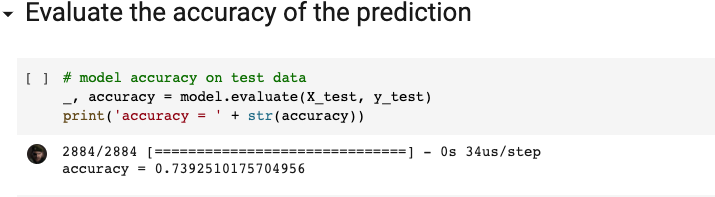 Evaluate the accuracy of the prediction
[ ] # model accuracy on test data
_, accuracy = model.evaluate(X_test, y_test)
print('accuracy = ' + str(accuracy))
2884/2884 [==============================] - 0s 34us/step
accuracy = 0.7392510175704956